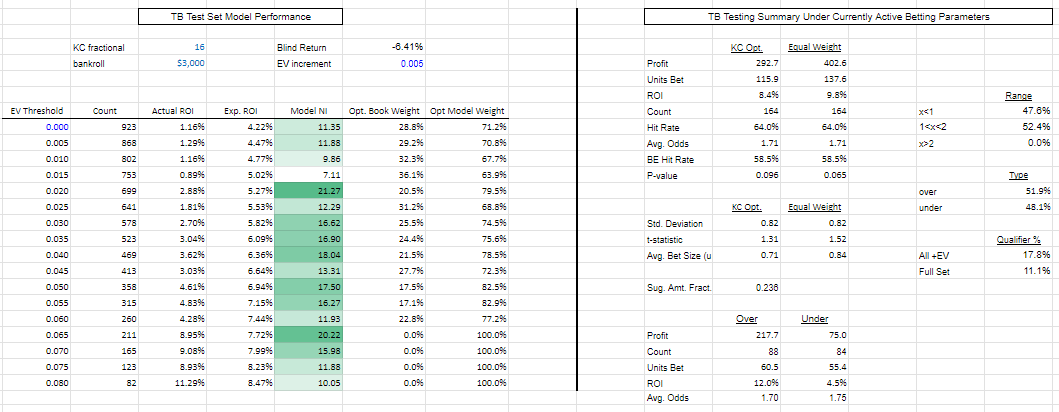 TB Test Set Model Performance
KC fractional 16 Blind Return -6.41%
bankroll $3,000 EV increment 0.005
EV Threshold Count Actual ROI Exp. ROI Model NI Opt. Book Weight Opt Model Weight
0.000 923 1.16% 4.22% 11.35 28.8% 71.2%
0.005 868 1.29% 4.47% 11.88 29.2% 70.8%
0.010 802 1.16% 4.77% 9.86 32.3% 67.7%
0.015 753 0.89% 5.02% 7.11 36.1% 63.9%
0.020 699 2.88% 5.27% 21.27 20.5% 79.5%
0.025 641 1.81% 5.53% 12.29 31.2% 68.8%
0.030 578 2.70% 5.82% 16.62 25.5% 74.5%
0.035 523 3.04% 6.09% 16.90 24.4% 75.6%
0.040 469 3.62% 6.36% 18.04 21.5% 78.5%
0.045 413 3.03% 6.64% 13.31 27.7% 72.3%
0.050 358 4.61% 6.94% 17.50 17.5% 82.5%
0.055 315 4.83% 7.15% 16.27 17.1% 82.9%
0.060 260 4.28% 7.44% 11.93 22.8% 77.2%
0.065 211 8.95% 7.72% 20.22 0.0% 100.0%
0.070 165 9.08% 7.99% 15.98 0.0% 100.0%
0.075 123 8.93% 8.23% 11.88 0.0% 100.0%
0.080 82 11.29% 8.47% 10.05 0.0% 100.0%
TB Testing Summary Under Currently Active Betting Parameters
KC Opt. Equal Weight
Profit 292.7 402.6
Units Bet 115.9 137.6
ROI 8.4% 9.8%
Count 164 164
Hit Rate 64.0% 64.0%
Avg. Odds 1.71 1.71
BE Hit Rate 58.5% 58.5%
P-value 0.096 0.065
KC Opt. Equal Weight
Std. Deviation 0.82 0.82
t-statistic 1.31 1.52
Avg. Bet Size (u 0.71 0.84
Sug. Amt. Fract. 0.236
Over Under
Profit 217.7 75.0
Count 88 84
Units Bet 60.5 55.4
ROI 12.0% 4.5%
Avg. Odds 1.70 1.75
Range
x<1 47.6%
1<x<2 52.4%
x>2 0.0%
Type
over 51.9%
under 48.1%
Qualifier %
All +EV 17.8%
Full Set 11.1%